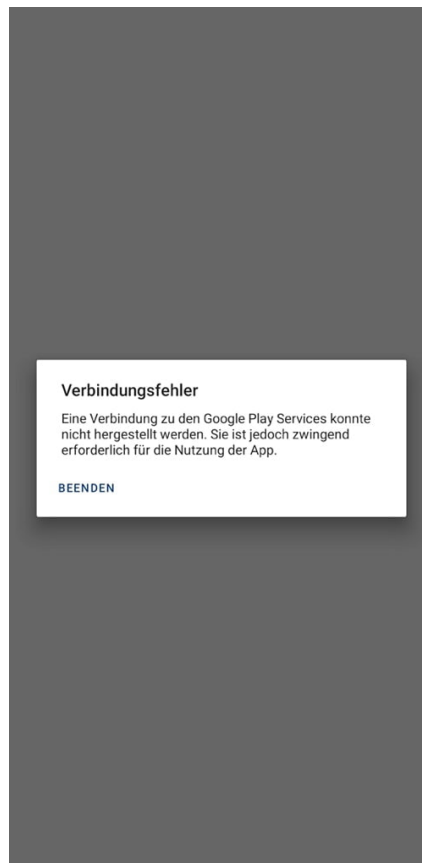 Verbindungsfehler
Eine Verbindung zu den Google Play Services konnte
nicht hergestellt werden. Sie ist jedoch zwingend
erforderlich für die Nutzung der App.
BEENDEN